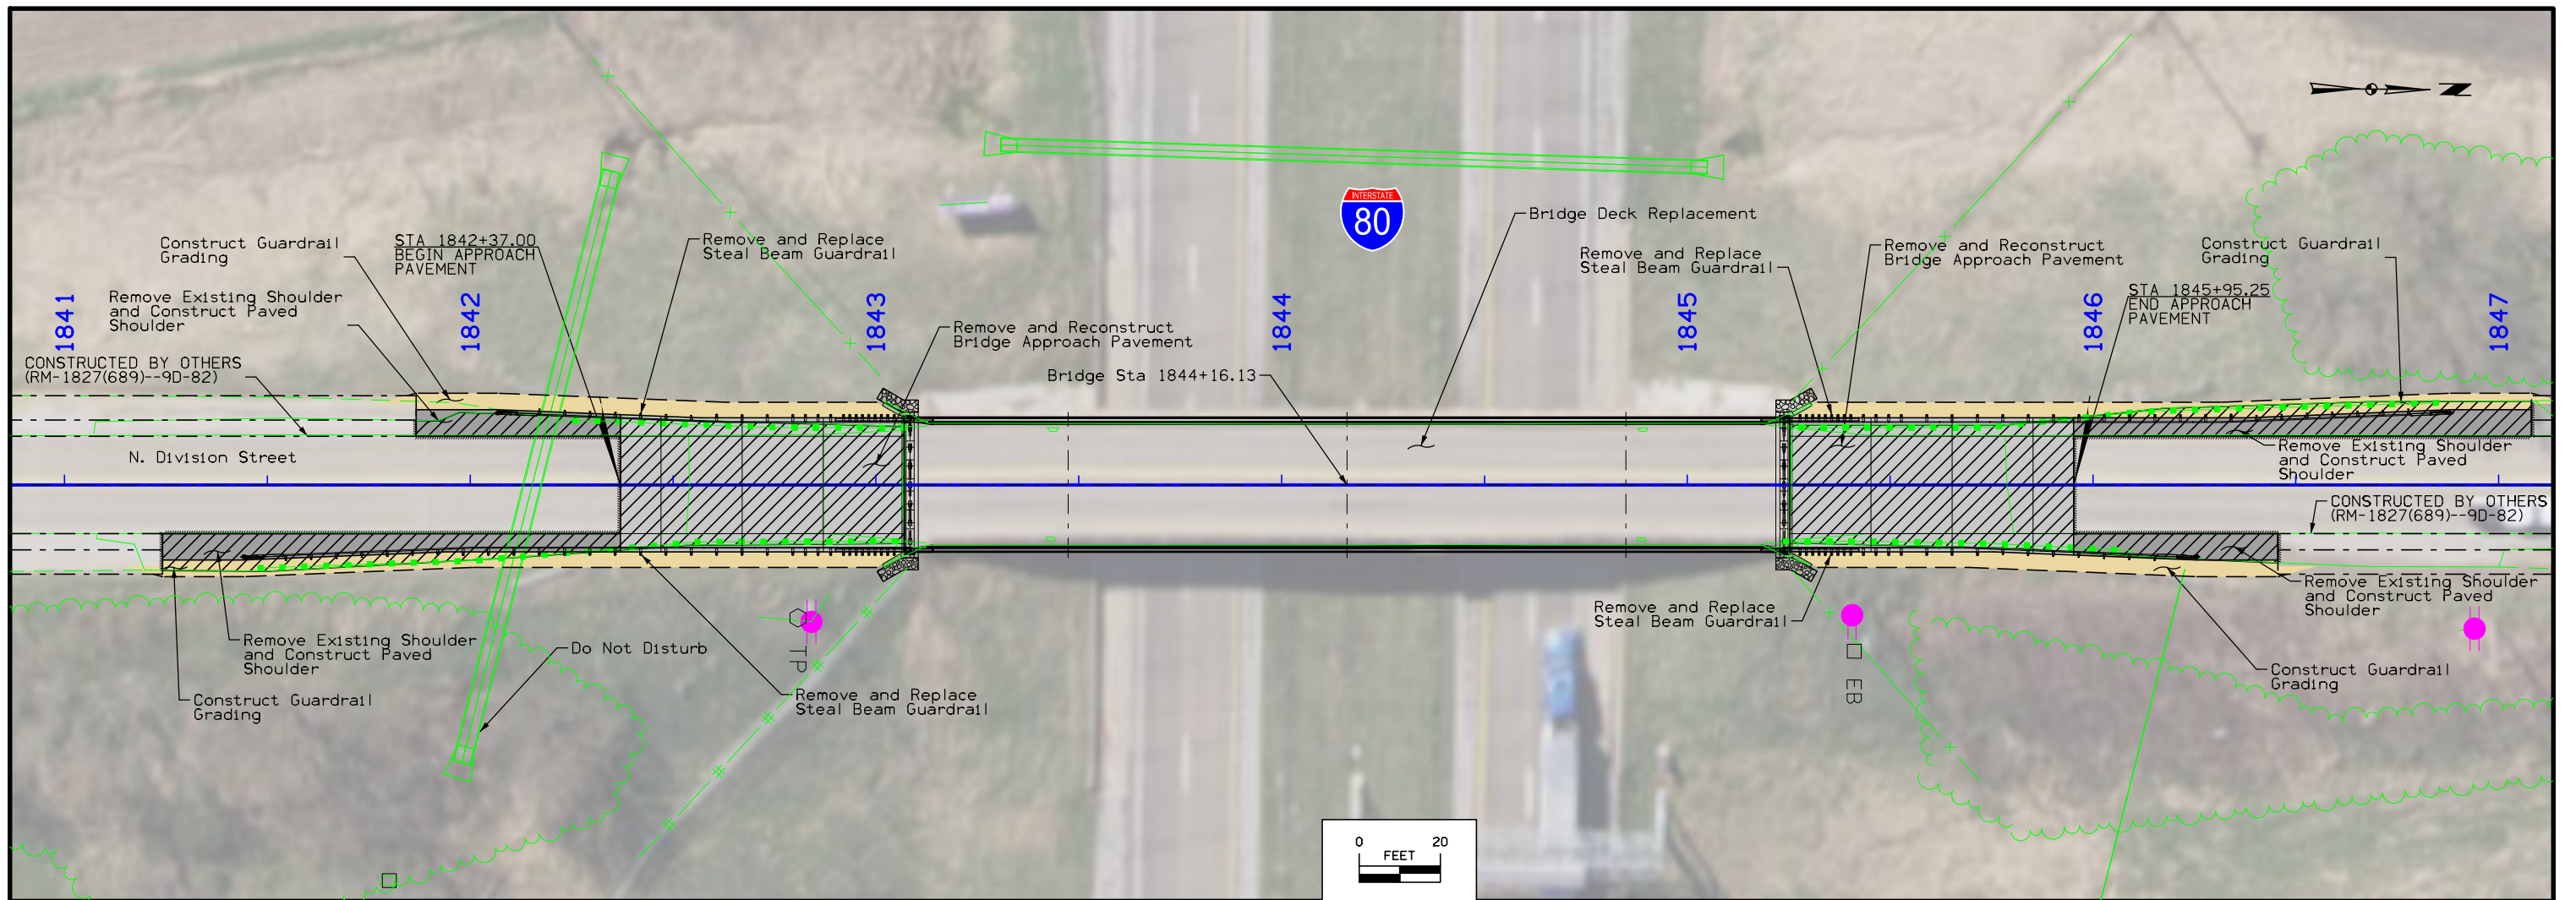 INTERSTATE
80
Bridge Deck Replacement
Construct Guardrail
Grading
STA 1842+37.00
BEGIN APPROACH
PAVEMENT
Remove and Replace
Steal Beam Guardrail
Remove and Replace
Steal Beam Guardrail
Remove and Reconstruct
Bridge Approach Pavement
Construct Guardrail
Grading
Remove Existing Shoulder
and Construct Paved
Shoulder
STA 1845+95.25
END APPROACH
PAVEMENT
1841
1842
1843
1844
1845
1846
1847
Remove and Reconstruct
Bridge Approach Pavement
CONSTRUCTED BY OTHERS
(RM-1827(689)--9D-82)
Bridge Sta 1844+16.13
N. Division Street
Remove Existing Shoulder
and Construct Paved
Shoulder
CONSTRUCTED BY OTHERS
(RM-1827(689)--9D-82)
Remove Existing Shoulder
and Construct Paved
Shoulder
Remove and Replace
Steal Beam Guardrail
Remove Existing Shoulder
and Construct Paved
Shoulder
Do Not Disturb
TP
EB
Construct Guardrail
Grading
Remove and Replace
Steal Beam Guardrail
Construct Guardrail
Grading
0 20
FEET
N